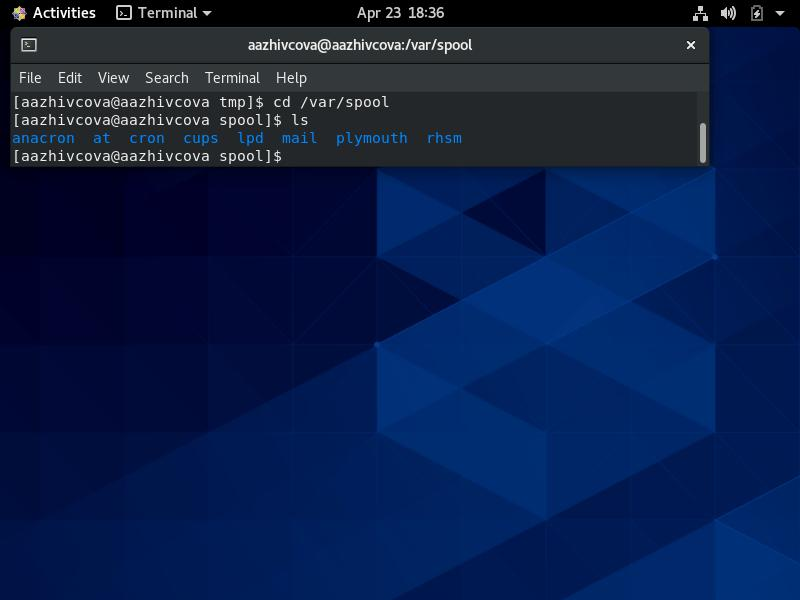 Activities Terminal Apr 23 18:36
aazhivcova@aazhivcova:/var/spool
File Edit View Search Terminal Help
[aazhivcova@aazhivcova tmp]$ cd /var/spool
[aazhivcova@aazhivcova spool]$ ls
anacron at cron cups lpd mail plymouth rhsm
[aazhivcova@aazhivcova spool]$